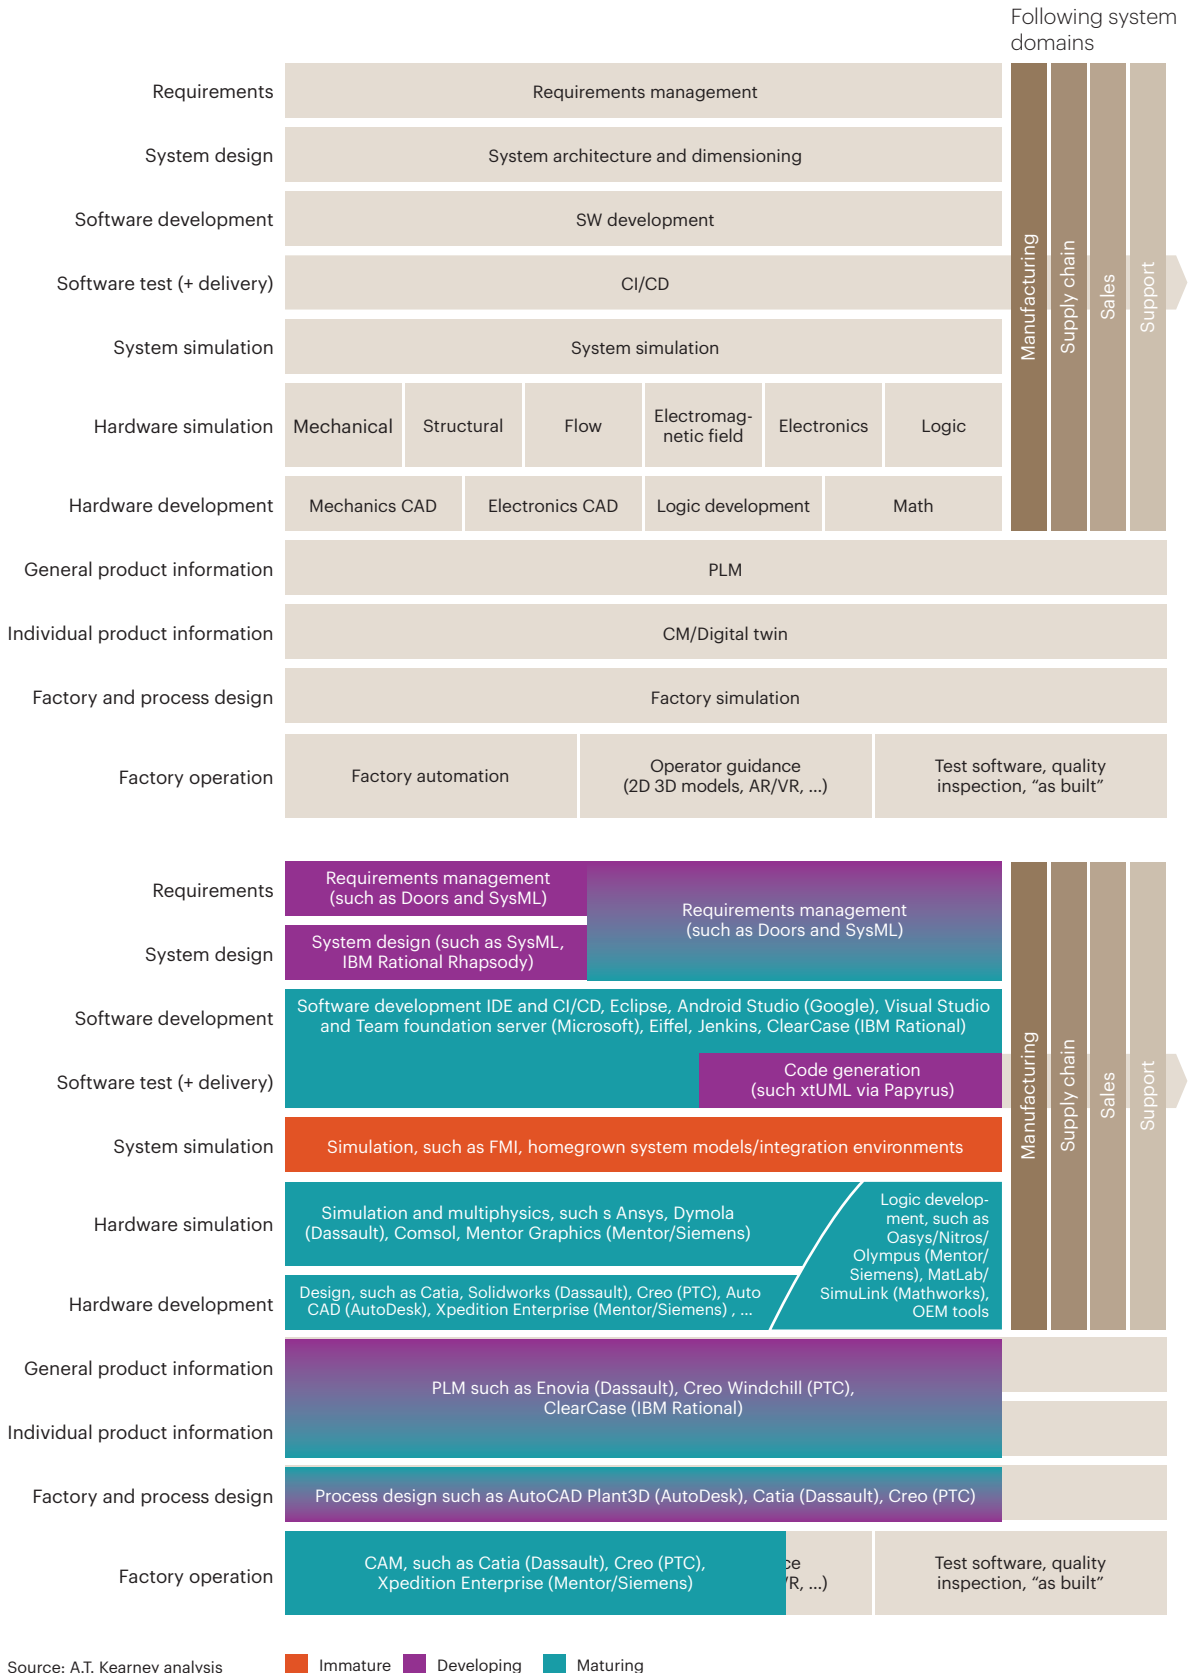 Following system
domains
Requirements
Requirements management
System design
System architecture and dimensioning
Software development
SW development
Software test (+ delivery)
CI/CD
System simulation
System simulation
Hardware simulation
Mechanical
Structural
Flow
Electromag-
netic field
Electronics
Logic
Hardware development
Mechanics CAD
Electronics CAD
Logic development
Math
Manufacturing
Supply chain
Sales
Support
General product information
PLM
Individual product information
CM/Digital twin
Factory and process design
Factory simulation
Factory operation
Factory automation
Operator guidance
(2D 3D models, AR/VR, ...)
Test software, quality
inspection, “as built”
Requirements
Requirements management
(such as Doors and SysML)
Requirements management
(such as Doors and SysML)
System design
System design (such as SysML,
IBM Rational Rhapsody)
Software development
Software development IDE and CI/CD, Eclipse, Android Studio (Google), Visual Studio
and Team foundation server (Microsoft), Eiffel, Jenkins, ClearCase (IBM Rational)
Software test (+ delivery)
Code generation
(such xtUML via Papyrus)
System simulation
Simulation, such as FMI, homegrown system models/integration environments
Hardware simulation
Simulation and multiphysics, such s Ansys, Dymola
(Dassault), Comsol, Mentor Graphics (Mentor/Siemens)
Logic develop-
ment, such as
Oasys/Nitros/
Olympus (Mentor/
Siemens), MatLab/
SimuLink (Mathworks),
OEM tools
Hardware development
Design, such as Catia, Solidworks (Dassault), Creo (PTC), Auto
CAD (AutoDesk), Xpedition Enterprise (Mentor/Siemens) , ...
Manufacturing
Supply chain
Sales
Support
General product information
PLM such as Enovia (Dassault), Creo Windchill (PTC),
ClearCase (IBM Rational)
Individual product information
Factory and process design
Process design such as AutoCAD Plant3D (AutoDesk), Catia (Dassault), Creo (PTC)
Factory operation
CAM, such as Catia (Dassault), Creo (PTC),
Xpedition Enterprise (Mentor/Siemens)
ce
/R, ...)
Test software, quality
inspection, “as built”
Source: A.T. Kearney analysis
Immature
Developing
Maturing